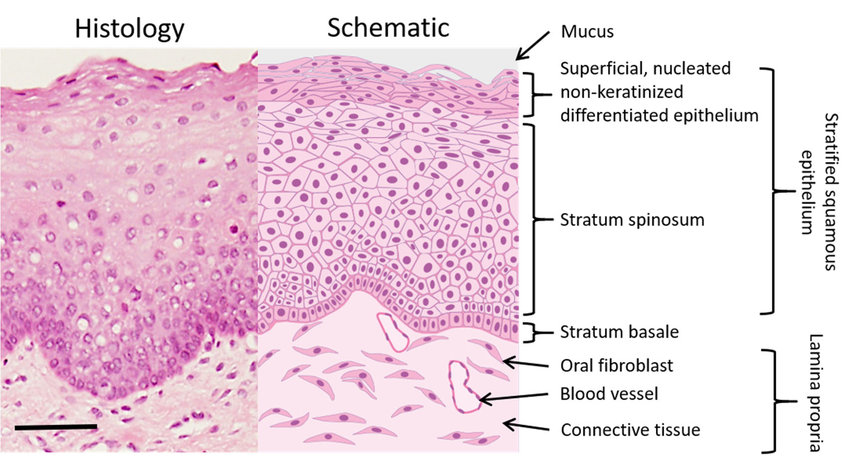 Histology
Schematic
Mucus
Superficial, nucleated
non-keratinized
differentiated epithelium
Stratum spinosum
Stratum basale
Oral fibroblast
Blood vessel
Connective tissue
Stratified squamous
epithelium
Lamina propria